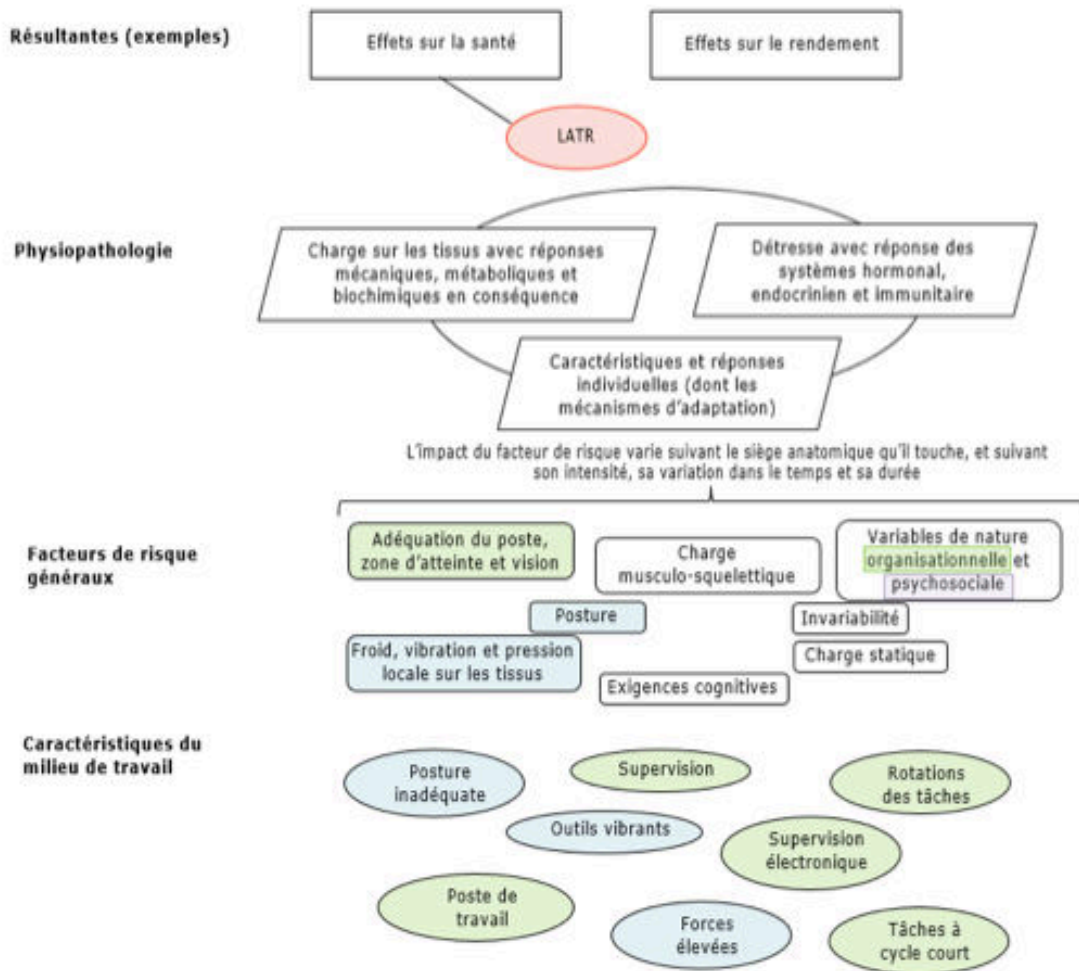 Résultantes (exemples)
Effets sur la santé
Effets sur le rendement
LATR
Physiopathologie
Charge sur les tissus avec réponses
mécaniques, métaboliques et
biochimiques en conséquence
Détresse avec réponse des
systèmes hormonal,
endocrinien et immunitaire
Caractéristiques et réponses
individuelles (dont les
mécanismes d'adaptation)
L'impact du facteur de risque varie suivant le siège anatomique qu'il touche, et suivant
son intensité, sa variation dans le temps et sa durée
Facteurs de risque
généraux
Adéquation du poste,
zone d'atteinte et vision
Charge
musculo-squelettique
Variables de nature
organisationnelle et
psychosociale
Posture
Invariabilité
Froid, vibration et pression
locale sur les tissus
Charge statique
Exigences cognitives
Caractéristiques du
milieu de travail
Posture
inadéquate
Supervision
Rotations
des tâches
Outils vibrants
Supervision
électronique
Poste de
travail
Forces
élevées
Tâches à
cycle court